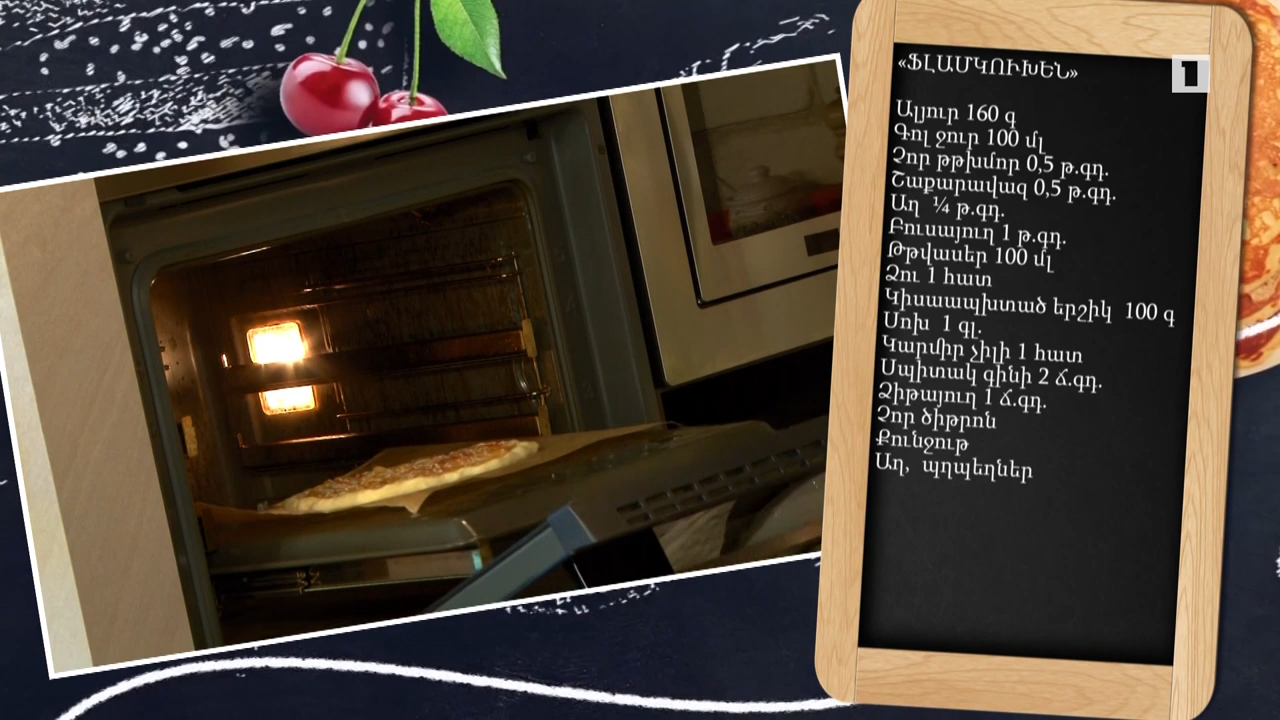 «ՖԼԱՄԿՈՒԽԵՆ»
1
Ալյուր 160 գ
Գոլ ջուր 100 մլ
Չոր թթխմոր 0,5 թ.գդ.
Շաքարավազ 0,5 թ.գդ.
Աղ ¼ թ.գդ.
Բուսայուղ 1 թ.գդ.
Թթվասեր 100 մլ
Ձու 1 հատ
Կիսաապխտած երշիկ 100 գ
Սոխ 1 գլ.
Կարմիր չիլի 1 հատ
Սպիտակ գինի 2 ճ.գդ.
Ձիթայուղ 1 ճ.գդ.
Չոր ծիթրոն
Քունջութ
Աղ, պղպեղներ